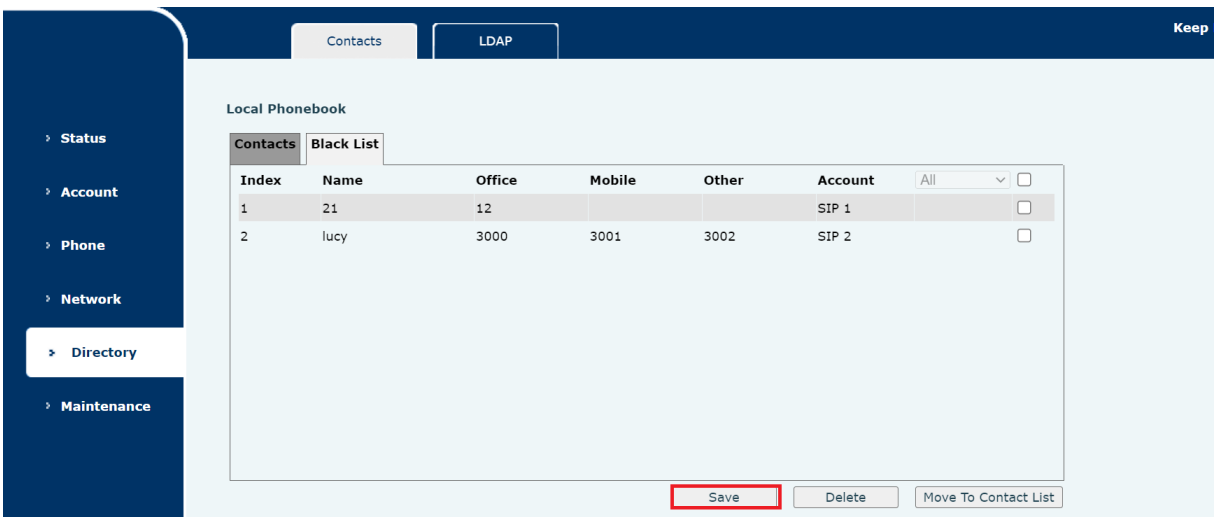 Keep
Contacts LDAP
Local Phonebook
Status
Account
Phone
Network
Directory
Maintenance
Contacts Black List
Index Name Office Mobile Other Account All
1 21 12 SIP 1
2 lucy 3000 3001 3002 SIP 2
Save Delete Move To Contact List